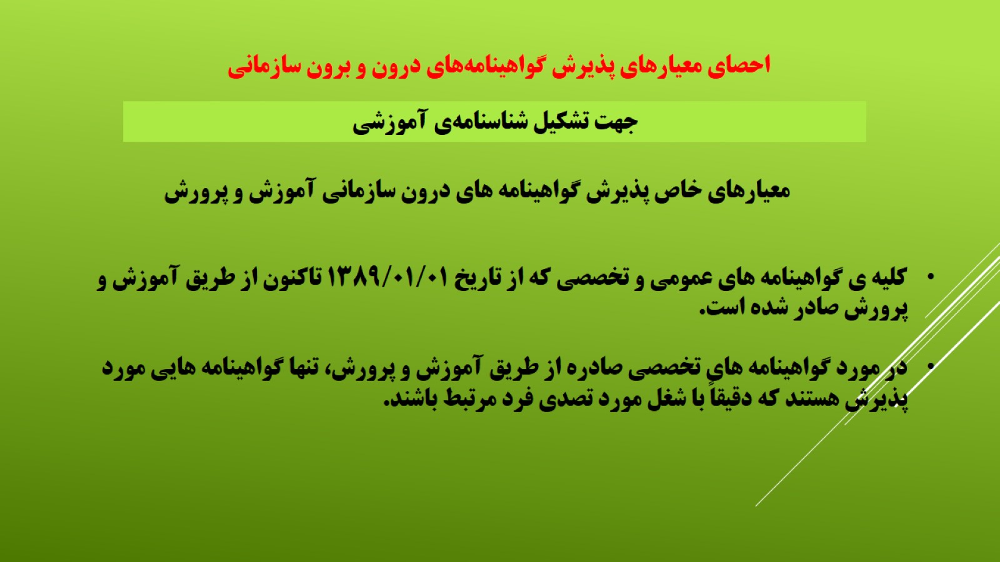 احصای معیارهای پذیرش گواهینامه‌های درون و برون سازمانی
جهت تشکیل شناسنامه‌ی آموزشی
معیارهای خاص پذیرش گواهینامه های درون سازمانی آموزش و پرورش
• کلیه ی گواهینامه های عمومی و تخصصی که از تاریخ ۱۳۸۹/۰۱/۰۱ تاکنون از طریق آموزش و
پرورش صادر شده است.
• در مورد گواهینامه های تخصصی صادره از طریق آموزش و پرورش، تنها گواهینامه هایی مورد
پذیرش هستند که دقیقاً با شغل مورد تصدی فرد مرتبط باشند.